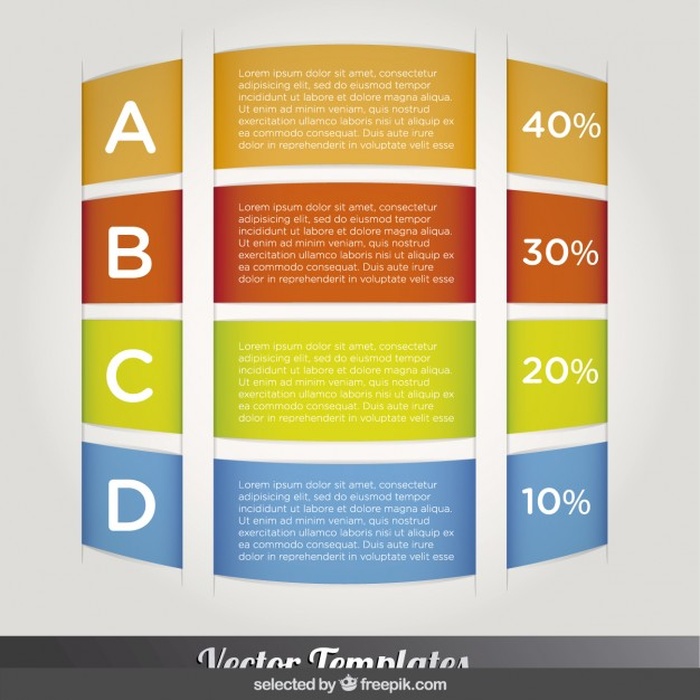 A
Lorem ipsum dolor sit amet, consectetur
adipisicing elit, sed do eiusmod tempor
incididunt ut labore et dolore magna aliqua.
Ut enim ad minim veniam, quis nostrud
exercitation ullamco laboris nisi ut aliquip ex
ea commodo consequat. Duis aute irure
dolor in reprehenderit in voluptate velit esse
40%
B
Lorem ipsum dolor sit amet, consectetur
adipisicing elit, sed do eiusmod tempor
incididunt ut labore et dolore magna aliqua.
Ut enim ad minim veniam, quis nostrud
exercitation ullamco laboris nisi ut aliquip ex
ea commodo consequat. Duis aute irure
dolor in reprehenderit in voluptate velit esse
30%
C
Lorem ipsum dolor sit amet, consectetur
adipisicing elit, sed do eiusmod tempor
incididunt ut labore et dolore magna aliqua.
Ut enim ad minim veniam, quis nostrud
exercitation ullamco laboris nisi ut aliquip ex
ea commodo consequat. Duis aute irure
dolor in reprehenderit in voluptate velit esse
20%
D
Lorem ipsum dolor sit amet, consectetur
adipisicing elit, sed do eiusmod tempor
incididunt ut labore et dolore magna aliqua.
Ut enim ad minim veniam, quis nostrud
exercitation ullamco laboris nisi ut aliquip ex
ea commodo consequat. Duis aute irure
dolor in reprehenderit in voluptate velit esse
10%
Vector Templates
selected by freepik.com